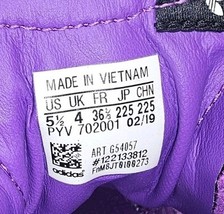 MADE IN VIETNAM
US UK FR JP CHN
5½ 4 36⅔ 225 225
PYV 702001 02/19
ART G54057
#122133812
adidas